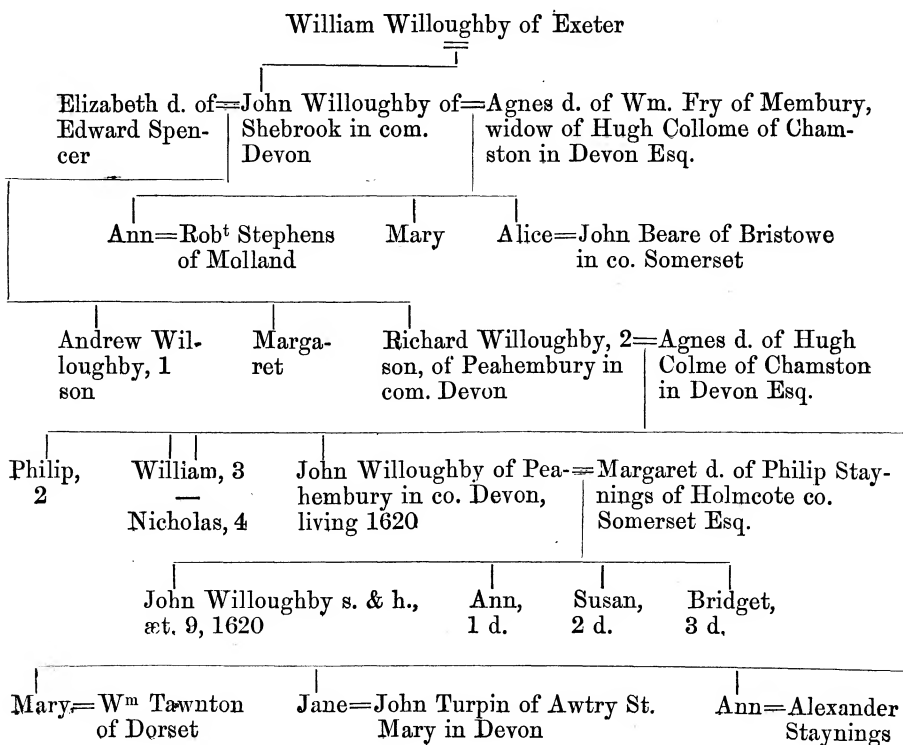 William Willoughby of Exeter
Elizabeth d. of=John Willoughby of=Agnes d. of Wm. Fry of Membury,
Edward Spen- Shebrook in com. widow of Hugh Collome of Cham-
cer Devon ston in Devon Esq.
Ann=Robᵗ Stephens Mary Alice=John Beare of Bristowe
of Molland in co. Somerset
Andrew Wil- Marga- Richard Willoughby, 2=Agnes d. of Hugh
loughby, 1 ret son, of Peahembury in Colme of Chamston
son com. Devon in Devon Esq.
Philip, William, 3 John Willoughby of Pea-=Margaret d. of Philip Stay-
2 — hembury in co. Devon, nings of Holmcote co.
Nicholas, 4 living 1620 Somerset Esq.
John Willoughby s. & h., Ann, Susan, Bridget,
æt. 9, 1620 1 d. 2 d. 3 d.
Mary=Wᵐ Tawnton Jane=John Turpin of Awtry St. Ann=Alexander
of Dorset Mary in Devon Staynings